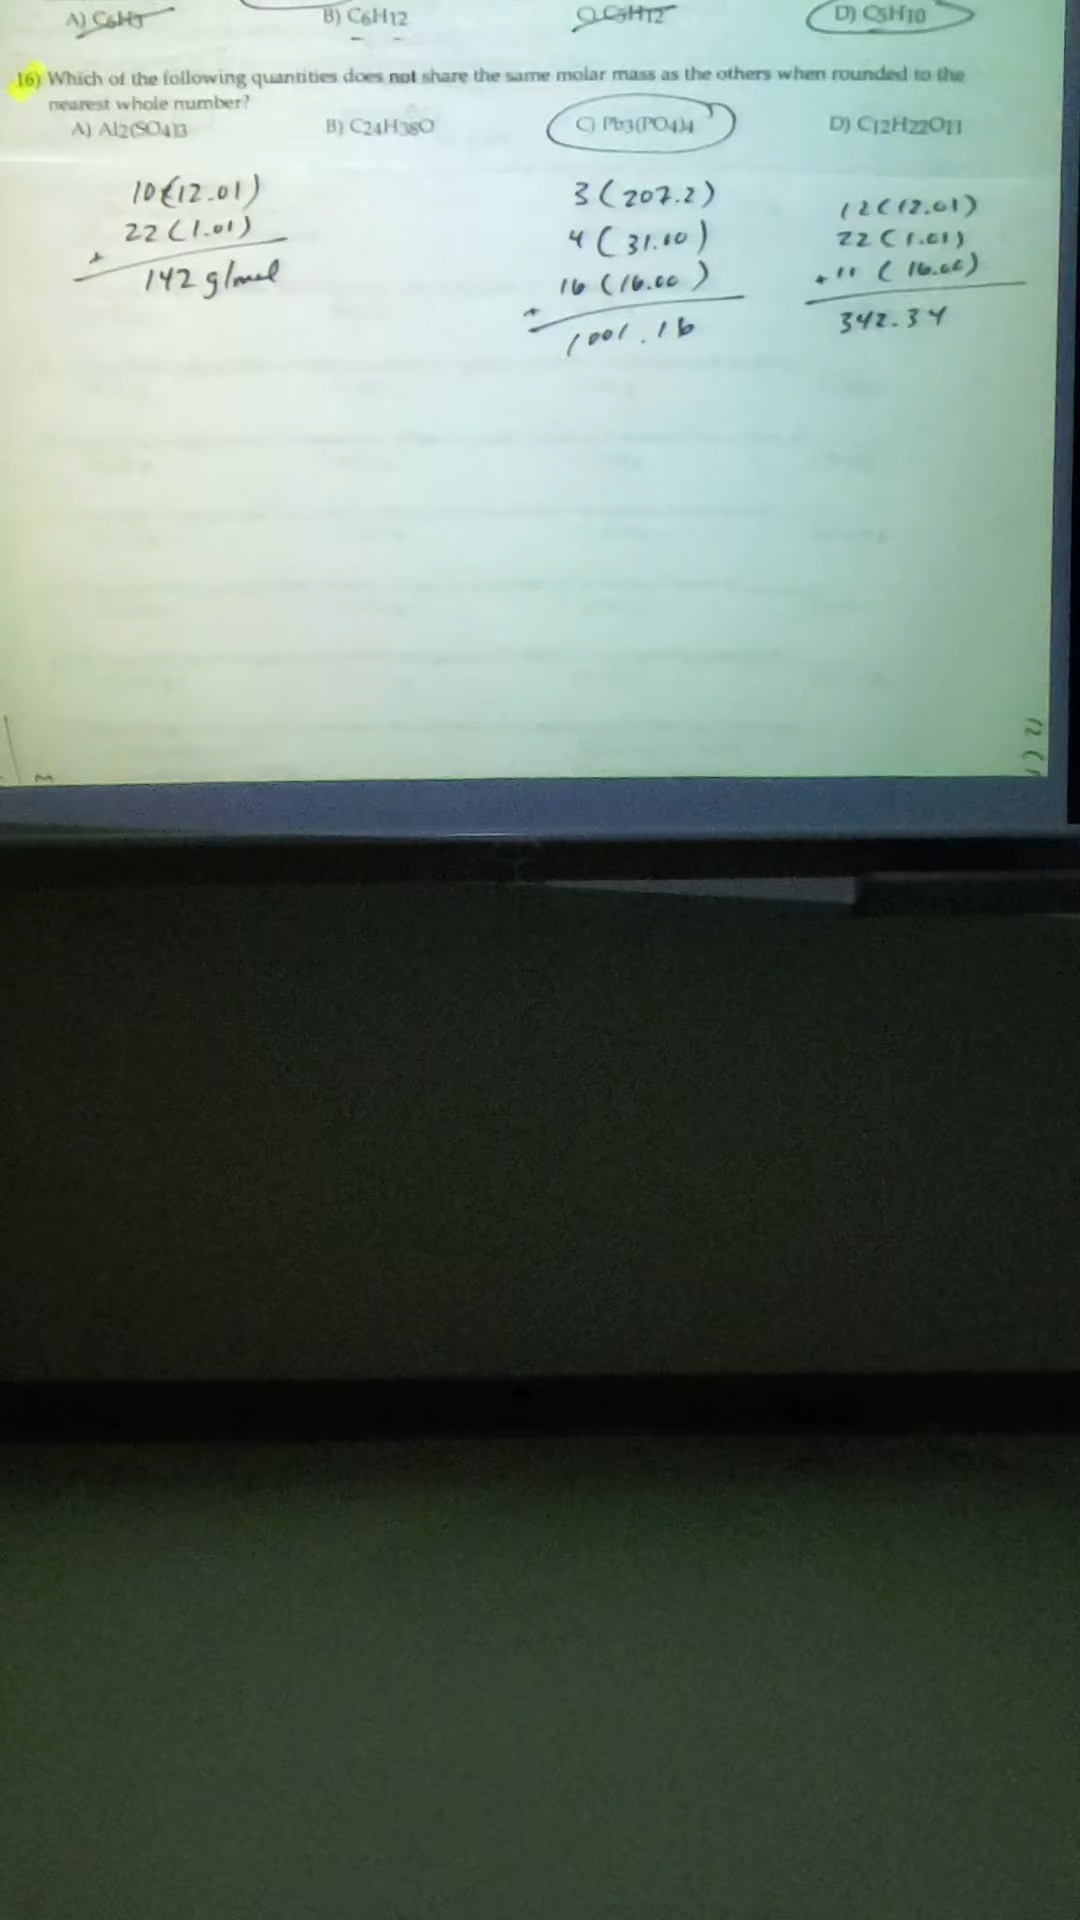 A) C6H3 B) C6H12 C) C5H12 D) C5H10
16) Which of the following quantities does not share the same molar mass as the others when rounded to the
nearest whole number?
A) Al2(SO4)3 B) C24H38O C) Pb3(PO4)4 D) C12H22O11
10(12.01)
22(1.01)
+
142 g/mol
3(207.2)
4(31.00)
16(16.00)
+
1001.16
12(12.01)
22(1.01)
+11(16.00)
342.34